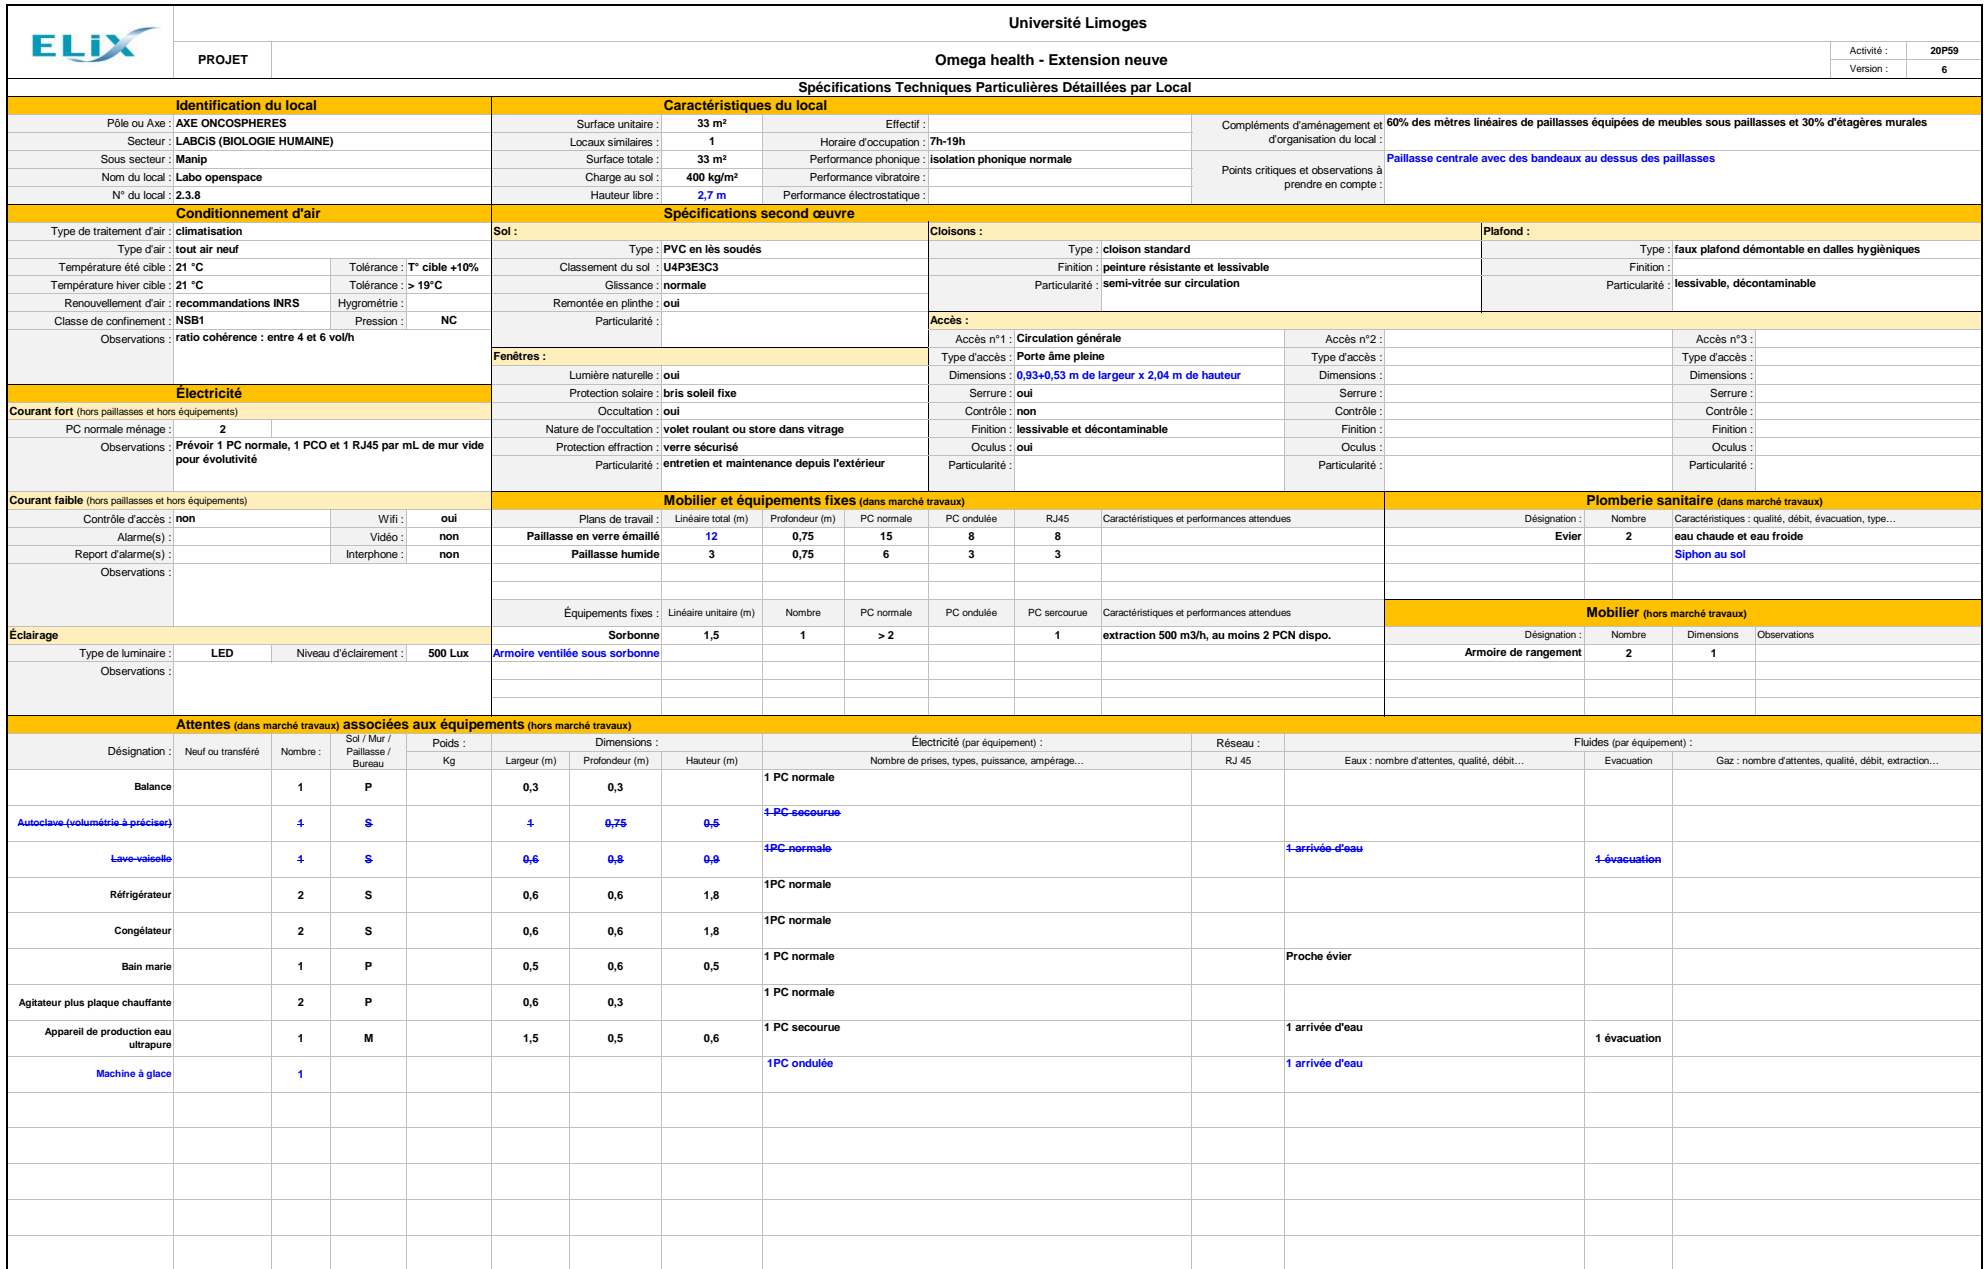 ELiX
Université Limoges
PROJET
Omega health - Extension neuve
Activité : 20P59
Version : 6
Spécifications Techniques Particulières Détaillées par Local
Identification du local
Pôle ou Axe : AXE ONCOSPHERES
Secteur : LABCiS (BIOLOGIE HUMAINE)
Sous secteur : Manip
Nom du local : Labo openspace
N° du local : 2.3.8
Caractéristiques du local
Surface unitaire : 33 m² Effectif :
Locaux similaires : 1 Horaire d'occupation : 7h-19h
Surface totale : 33 m² Performance phonique : isolation phonique normale
Charge au sol : 400 kg/m² Performance vibratoire :
Hauteur libre : 2,7 m Performance électrostatique :
Compléments d'aménagement et d'organisation du local : 60% des mètres linéaires de paillasses équipées de meubles sous paillasses et 30% d'étagères murales
Points critiques et observations à prendre en compte : Paillasse centrale avec des bandeaux au dessus des paillasses
Conditionnement d'air
Type de traitement d'air : climatisation
Type d'air : tout air neuf
Température été cible : 21 °C Tolérance : T° cible +10%
Température hiver cible : 21 °C Tolérance : > 19°C
Renouvellement d'air : recommandations INRS Hygrométrie :
Classe de confinement : NSB1 Pression : NC
Observations : ratio cohérence : entre 4 et 6 vol/h
Spécifications second œuvre
Sol :
Type : PVC en lès soudés
Classement du sol : U4P3E3C3
Glissance : normale
Remontée en plinthe : oui
Particularité :
Cloisons :
Type : cloison standard
Finition : peinture résistante et lessivable
Particularité : semi-vitrée sur circulation
Plafond :
Type : faux plafond démontable en dalles hygièniques
Finition :
Particularité : lessivable, décontaminable
Fenêtres :
Lumière naturelle : oui
Protection solaire : bris soleil fixe
Occultation : oui
Nature de l'occultation : volet roulant ou store dans vitrage
Protection effraction : verre sécurisé
Particularité : entretien et maintenance depuis l'extérieur
Accès :
Accès n°1 : Circulation générale Accès n°2 : Accès n°3 :
Type d'accès : Porte âme pleine Type d'accès : Type d'accès :
Dimensions : 0,93+0,53 m de largeur x 2,04 m de hauteur Dimensions : Dimensions :
Serrure : oui Serrure : Serrure :
Contrôle : non Contrôle : Contrôle :
Finition : lessivable et décontaminable Finition : Finition :
Oculus : oui Oculus : Oculus :
Particularité : Particularité : Particularité :
Électricité
Courant fort (hors paillasses et hors équipements)
PC normale ménage : 2
Observations : Prévoir 1 PC normale, 1 PCO et 1 RJ45 par mL de mur vide
pour évolutivité
Courant faible (hors paillasses et hors équipements)
Contrôle d'accès : non Wifi : oui
Alarme(s) : Vidéo : non
Report d'alarme(s) : Interphone : non
Observations :
Éclairage
Type de luminaire : LED Niveau d'éclairement : 500 Lux
Observations :
Mobilier et équipements fixes (dans marché travaux)
Plans de travail : Linéaire total (m) Profondeur (m) PC normale PC ondulée RJ45 Caractéristiques et performances attendues
Paillasse en verre émaillé 12 0,75 15 8 8
Paillasse humide 3 0,75 6 3 3
Équipements fixes : Linéaire unitaire (m) Nombre PC normale PC ondulée PC sercourue Caractéristiques et performances attendues
Sorbonne 1,5 1 > 2 1 extraction 500 m3/h, au moins 2 PCN dispo.
Armoire ventilée sous sorbonne
Plomberie sanitaire (dans marché travaux)
Désignation : Nombre Caractéristiques : qualité, débit, évacuation, type…
Evier 2 eau chaude et eau froide
Siphon au sol
Mobilier (hors marché travaux)
Désignation : Nombre Dimensions Observations
Armoire de rangement 2 1
Attentes (dans marché travaux) associées aux équipements (hors marché travaux)
Désignation : Neuf ou transféré Nombre : Sol / Mur / Paillasse / Bureau Poids : Dimensions : Électricité (par équipement) : Réseau : Fluides (par équipement) :
Kg Largeur (m) Profondeur (m) Hauteur (m) Nombre de prises, types, puissance, ampérage… RJ 45 Eaux : nombre d'attentes, qualité, débit… Evacuation Gaz : nombre d'attentes, qualité, débit, extraction…
Balance 1 P 0,3 0,3 1 PC normale
Autoclave (volumétrie à préciser) 1 S 1 0,75 0,5 1 PC secourue
Lave-vaiselle 1 S 0,6 0,8 0,9 1PC normale 1 arrivée d'eau 1 évacuation
Réfrigérateur 2 S 0,6 0,6 1,8 1PC normale
Congélateur 2 S 0,6 0,6 1,8 1PC normale
Bain marie 1 P 0,5 0,6 0,5 1 PC normale Proche évier
Agitateur plus plaque chauffante 2 P 0,6 0,3 1 PC normale
Appareil de production eau ultrapure 1 M 1,5 0,5 0,6 1 PC secourue 1 arrivée d'eau 1 évacuation
Machine à glace 1 1PC ondulée 1 arrivée d'eau